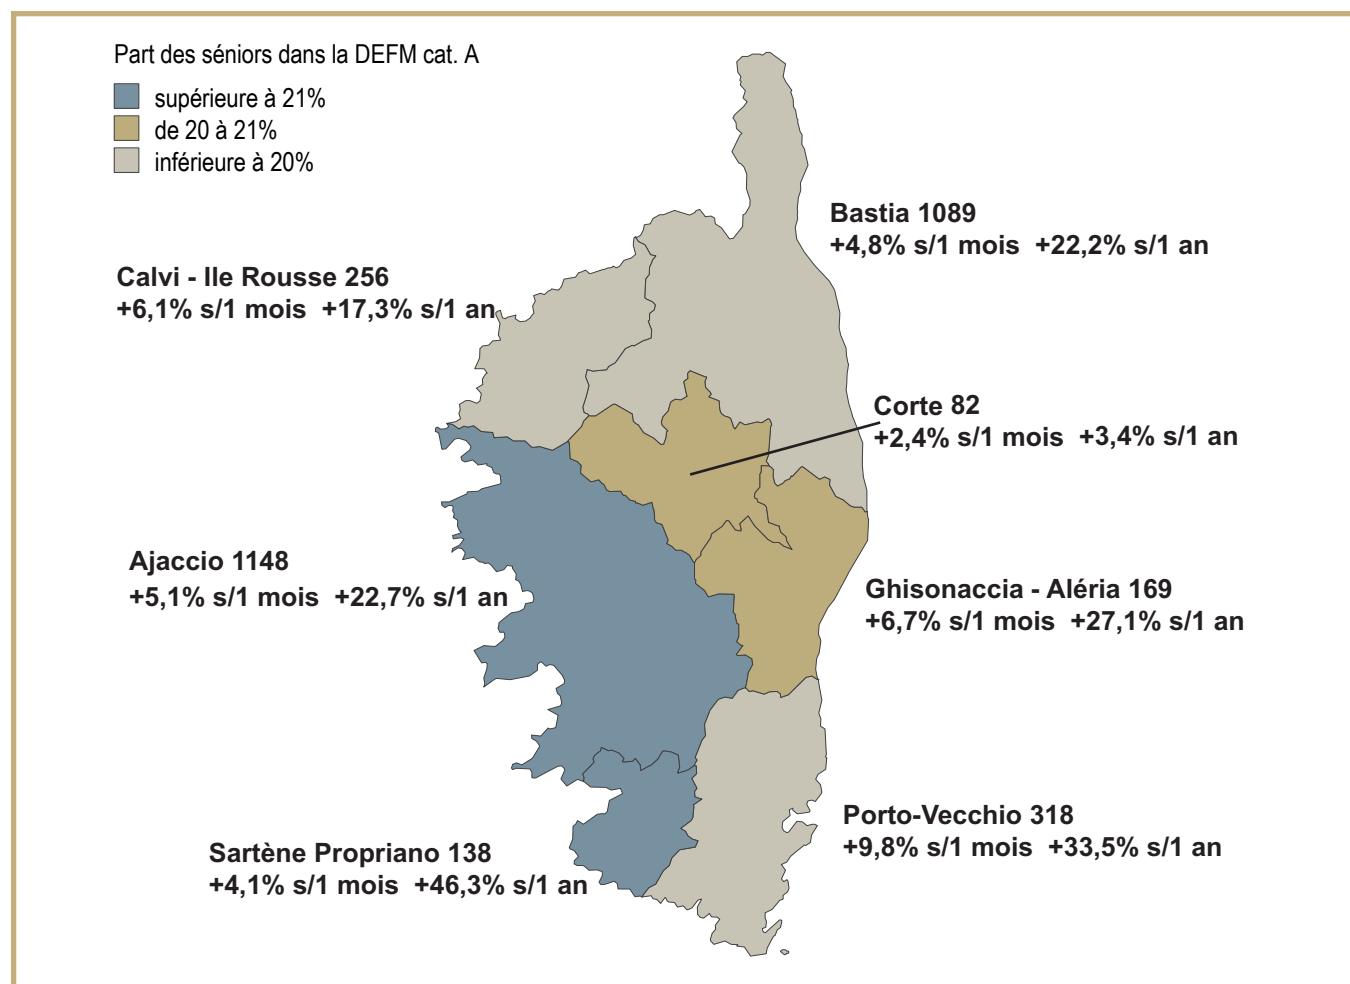 Part des séniors dans la DEFM cat. A
supérieure à 21%
de 20 à 21%
inférieure à 20%
Bastia 1089
+4,8% s/1 mois +22,2% s/1 an
Calvi - Ile Rousse 256
+6,1% s/1 mois +17,3% s/1 an
Corte 82
+2,4% s/1 mois +3,4% s/1 an
Ajaccio 1148
+5,1% s/1 mois +22,7% s/1 an
Ghisonaccia - Aléria 169
+6,7% s/1 mois +27,1% s/1 an
Porto-Vecchio 318
+9,8% s/1 mois +33,5% s/1 an
Sartène Propriano 138
+4,1% s/1 mois +46,3% s/1 an